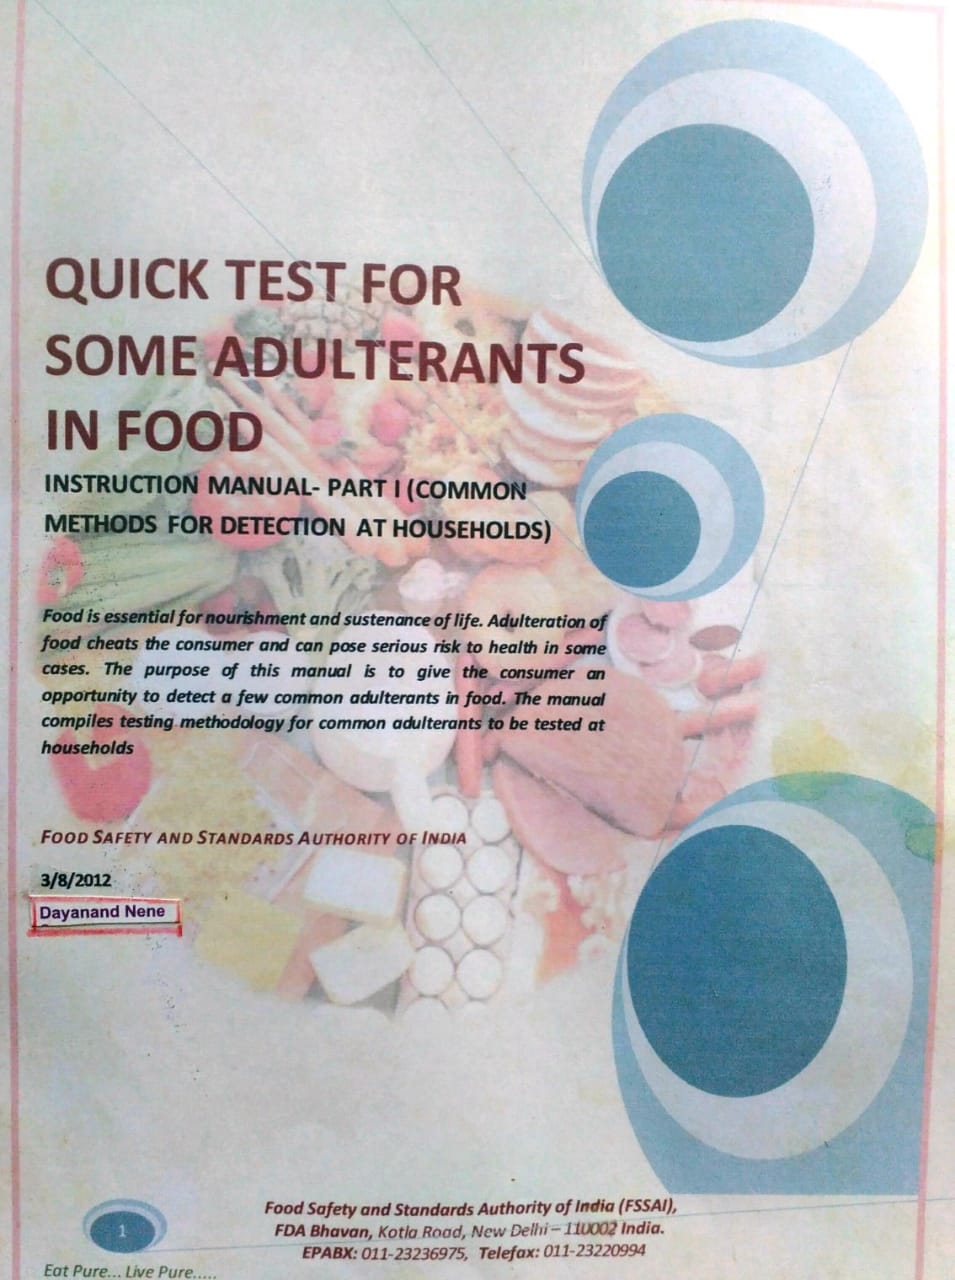 QUICK TEST FOR
SOME ADULTERANTS
IN FOOD
INSTRUCTION MANUAL- PART I (COMMON
METHODS FOR DETECTION AT HOUSEHOLDS)
Food is essential for nourishment and sustenance of life. Adulteration of
food cheats the consumer and can pose serious risk to health in some
cases. The purpose of this manual is to give the consumer an
opportunity to detect a few common adulterants in food. The manual
compiles testing methodology for common adulterants to be tested at
households
FOOD SAFETY AND STANDARDS AUTHORITY OF INDIA
3/8/2012
Dayanand Nene
Food Safety and Standards Authority of India (FSSAI),
FDA Bhavan, Kotla Road, New Delhi – 110002 India.
EPABX: 011-23236975, Telefax: 011-23220994
1
Eat Pure... Live Pure.....